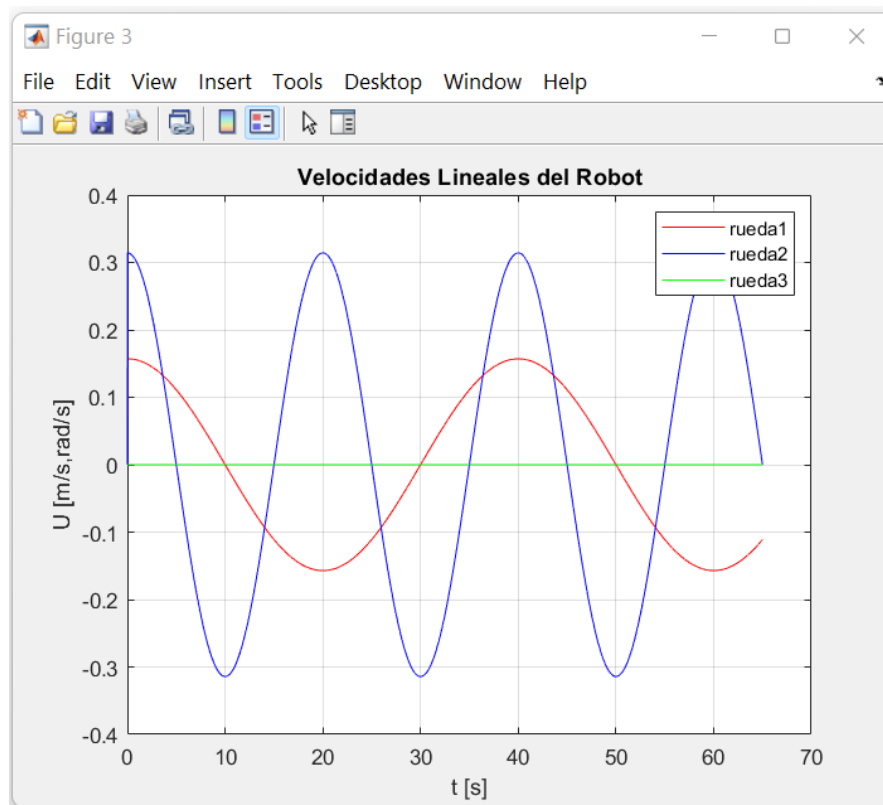 Figure 3
File Edit View Insert Tools Desktop Window Help
Velocidades Lineales del Robot
rueda1
rueda2
rueda3
U [m/s,rad/s]
0.4
0.3
0.2
0.1
0
-0.1
-0.2
-0.3
-0.4
0 10 20 30 40 50 60 70
t [s]